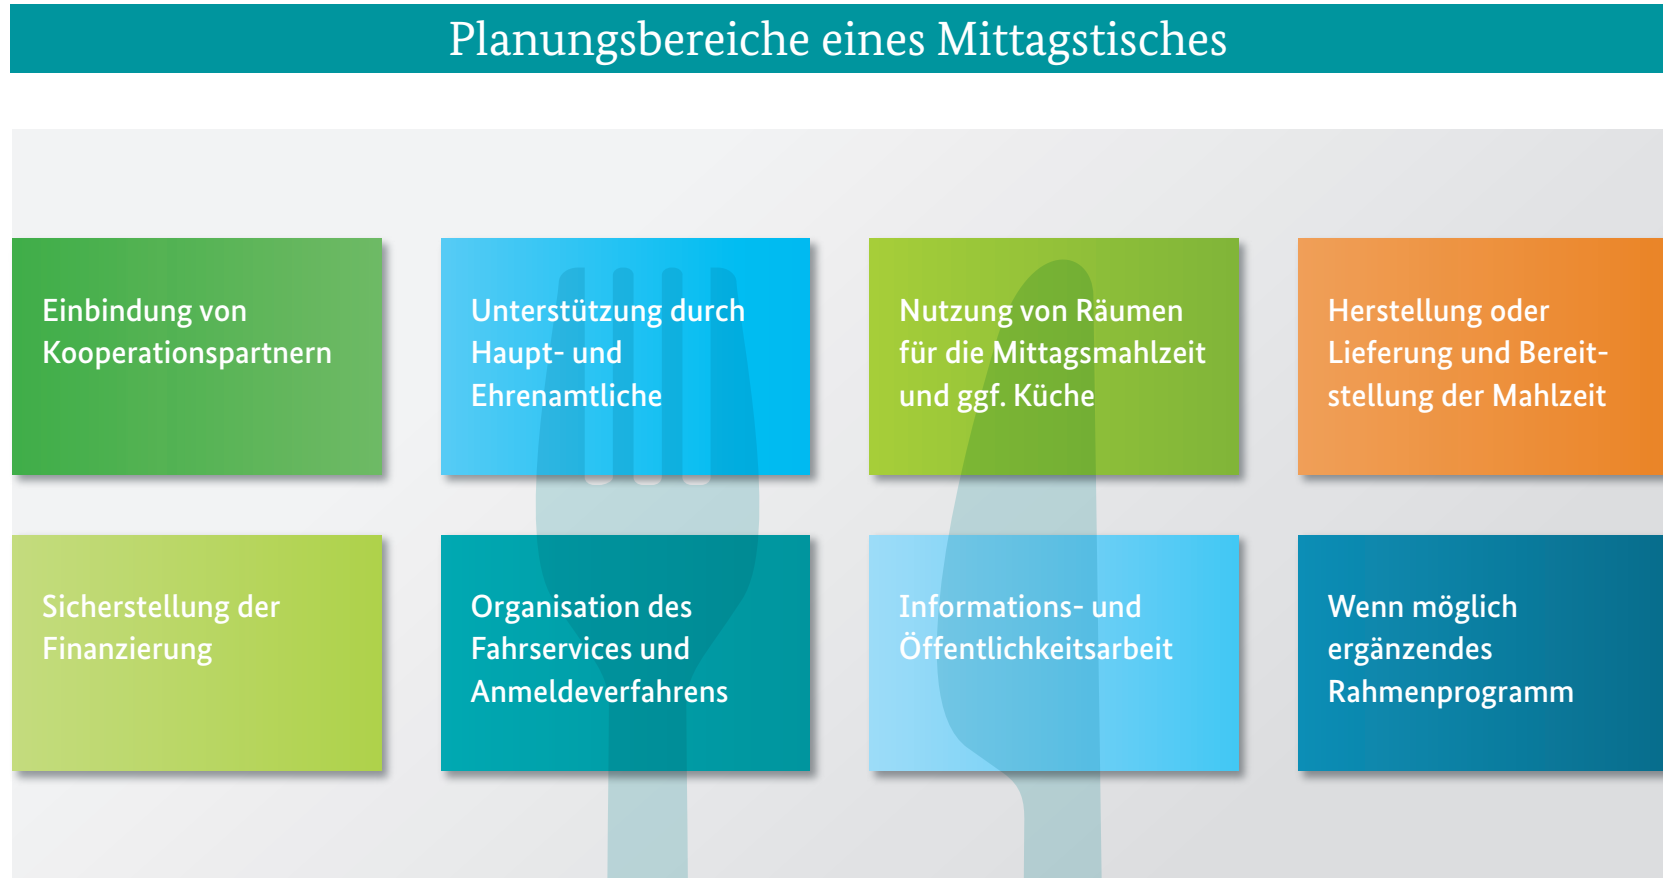 Planungsbereiche eines Mittagstisches
Einbindung von
Kooperationspartnern
Unterstützung durch
Haupt- und
Ehrenamtliche
Nutzung von Räumen
für die Mittagsmahlzeit
und ggf. Küche
Herstellung oder
Lieferung und Bereit-
stellung der Mahlzeit
Sicherstellung der
Finanzierung
Organisation des
Fahrservices und
Anmeldeverfahrens
Informations- und
Öffentlichkeitsarbeit
Wenn möglich
ergänzendes
Rahmenprogramm